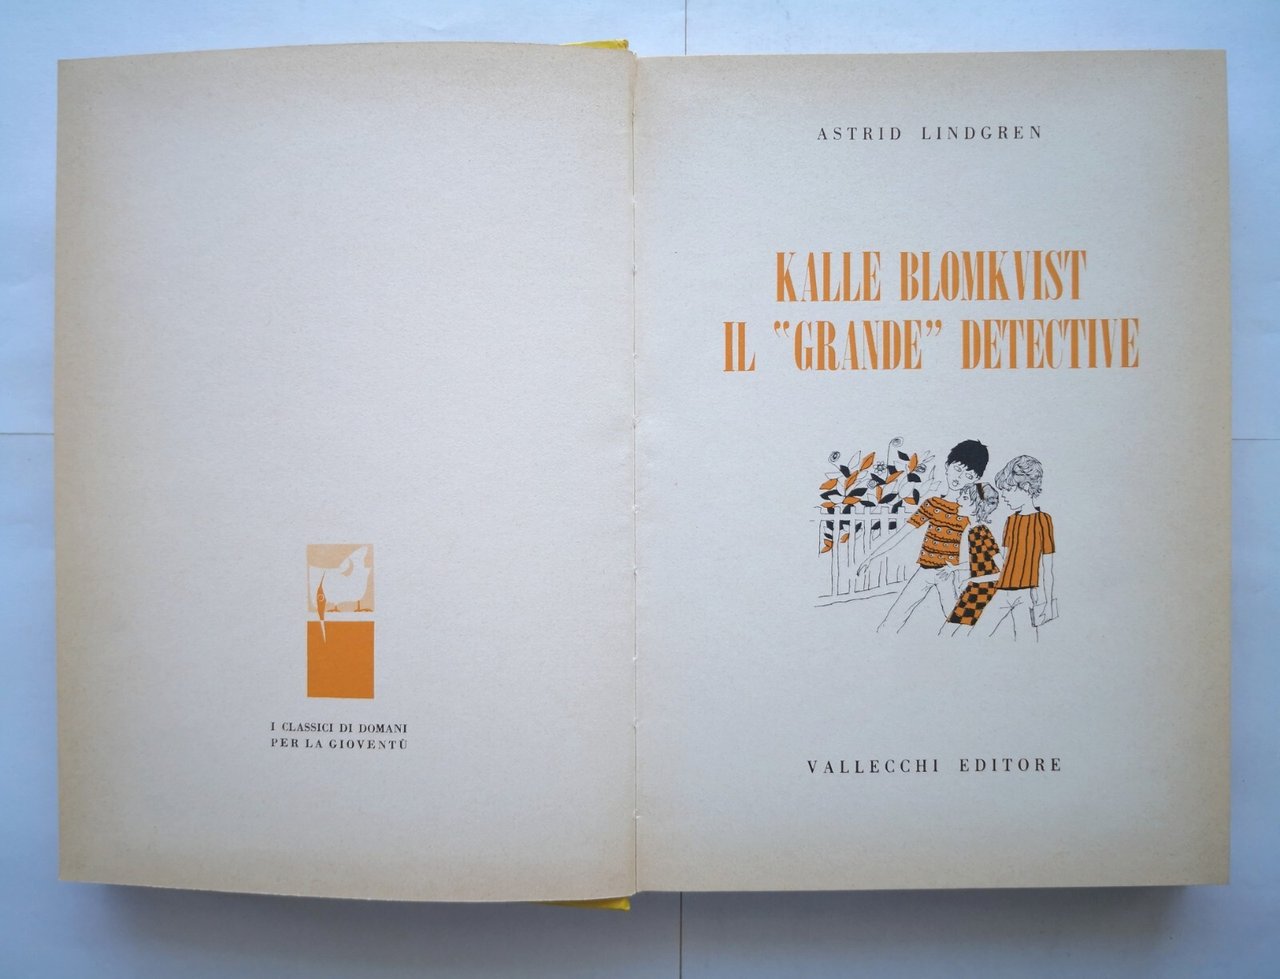 I CLASSICI DI DOMANI
PER LA GIOVENTÙ
ASTRID LINDGREN
KALLE BLOMKVIST
IL "GRANDE" DETECTIVE
VALLECCHI EDITORE